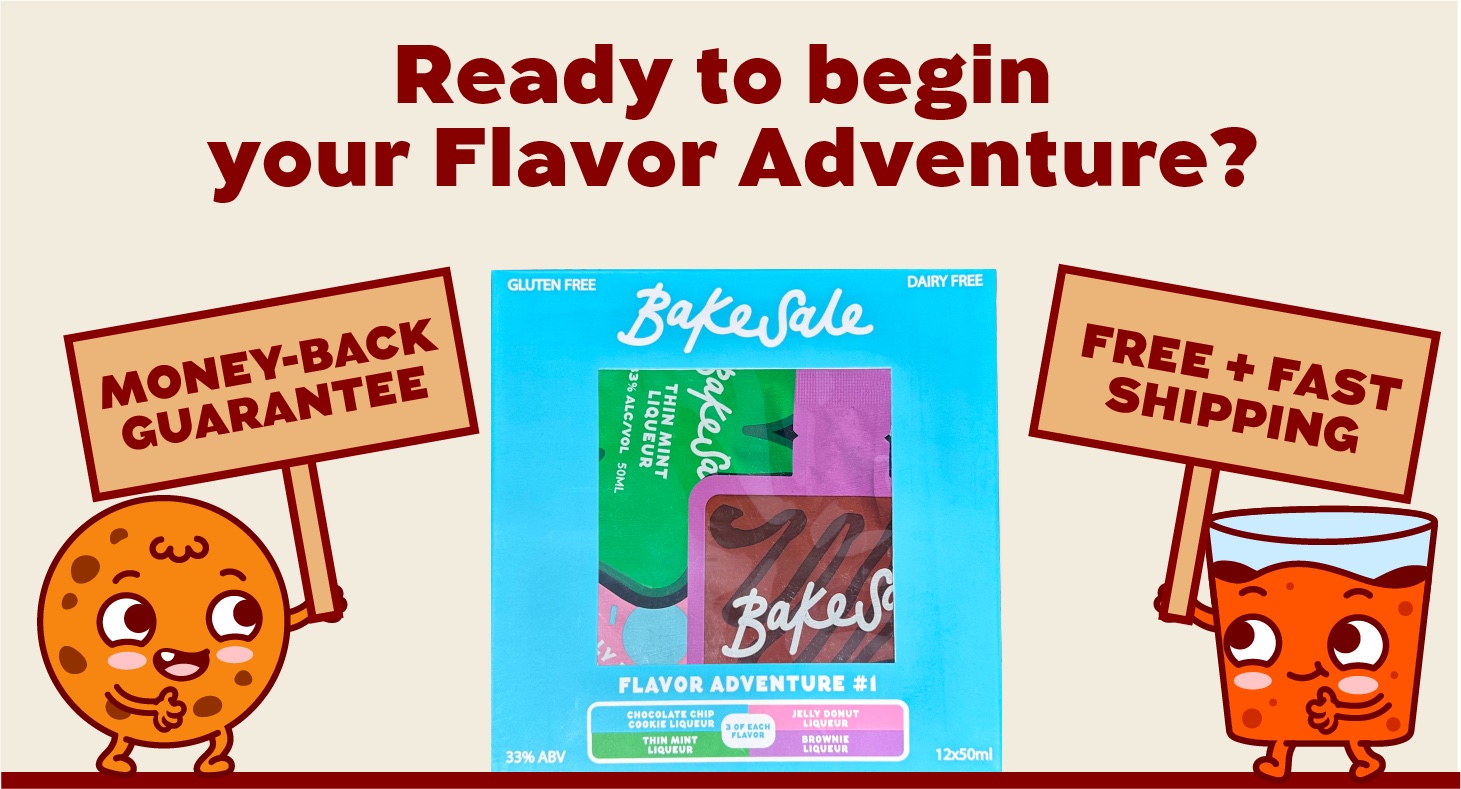 Ready to begin
your Flavor Adventure?
MONEY-BACK
GUARANTEE
FREE + FAST
SHIPPING
GLUTEN FREE
DAIRY FREE
BakeSale
THIN MINT
LIQUEUR
33% ALC/VOL 50ML
BakeSa
BakeS
FLAVOR ADVENTURE #1
CHOCOLATE CHIP
COOKIE LIQUEUR
JELLY DONUT
LIQUEUR
3 OF EACH
FLAVOR
THIN MINT
LIQUEUR
BROWNIE
LIQUEUR
33% ABV
12x50ml